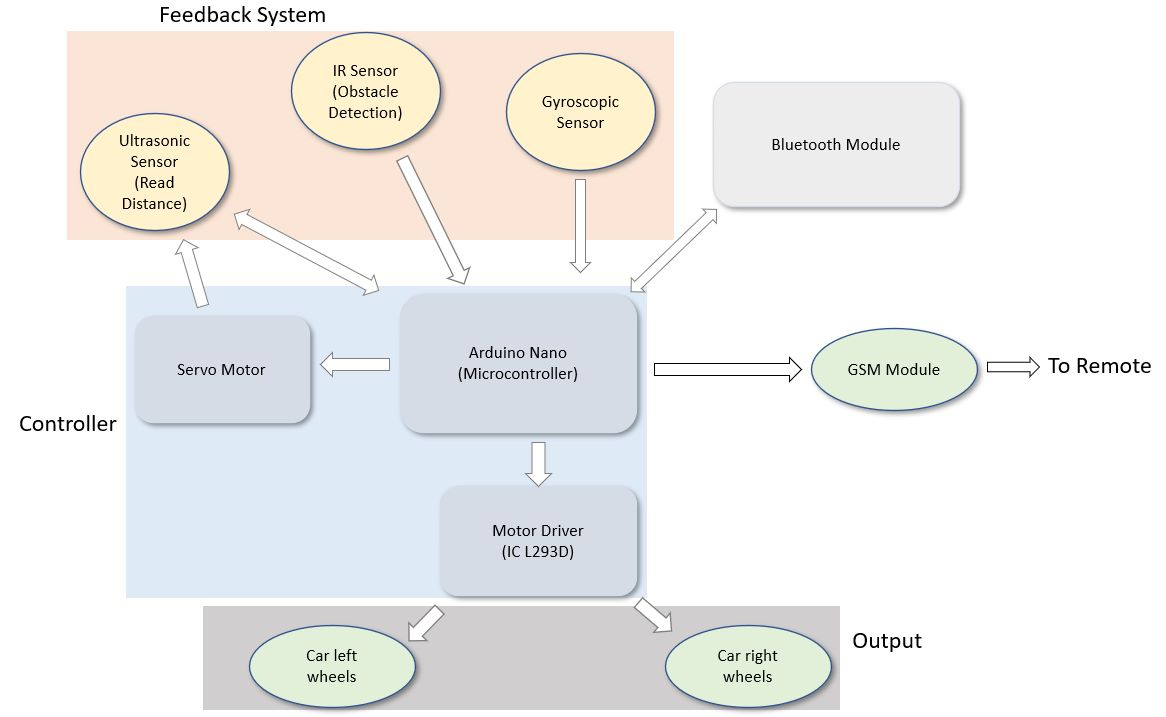 Feedback System
IR Sensor
(Obstacle
Detection)
Gyroscopic
Sensor
Ultrasonic
Sensor
(Read
Distance)
Bluetooth Module
Servo Motor
Arduino Nano
(Microcontroller)
GSM Module
To Remote
Controller
Motor Driver
(IC L293D)
Output
Car left
wheels
Car right
wheels